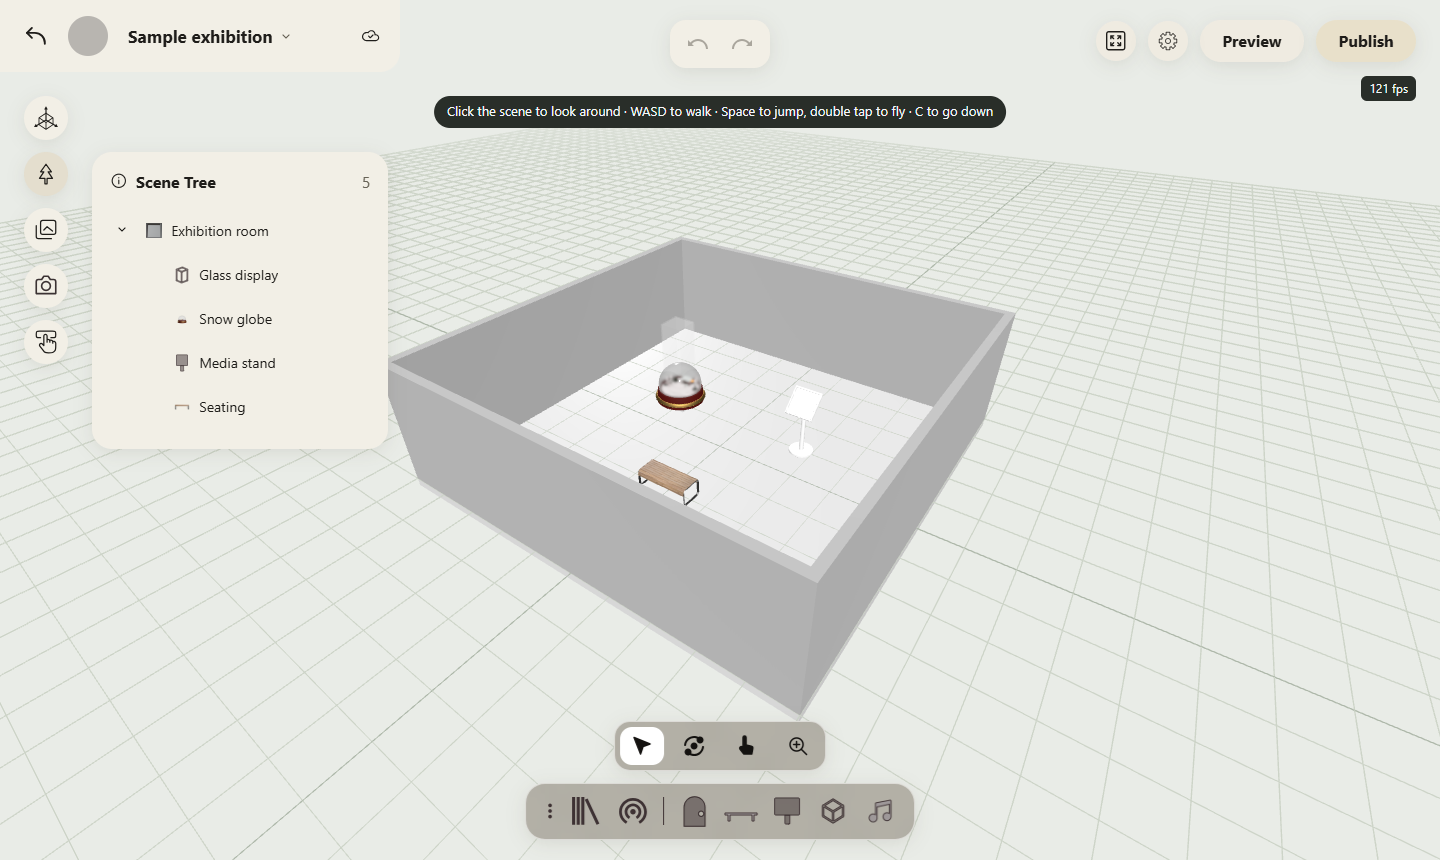 Sample exhibition
Preview
Publish
121 fps
Click the scene to look around · WASD to walk · Space to jump, double tap to fly · C to go down
Scene Tree 5
Exhibition room
Glass display
Snow globe
Media stand
Seating